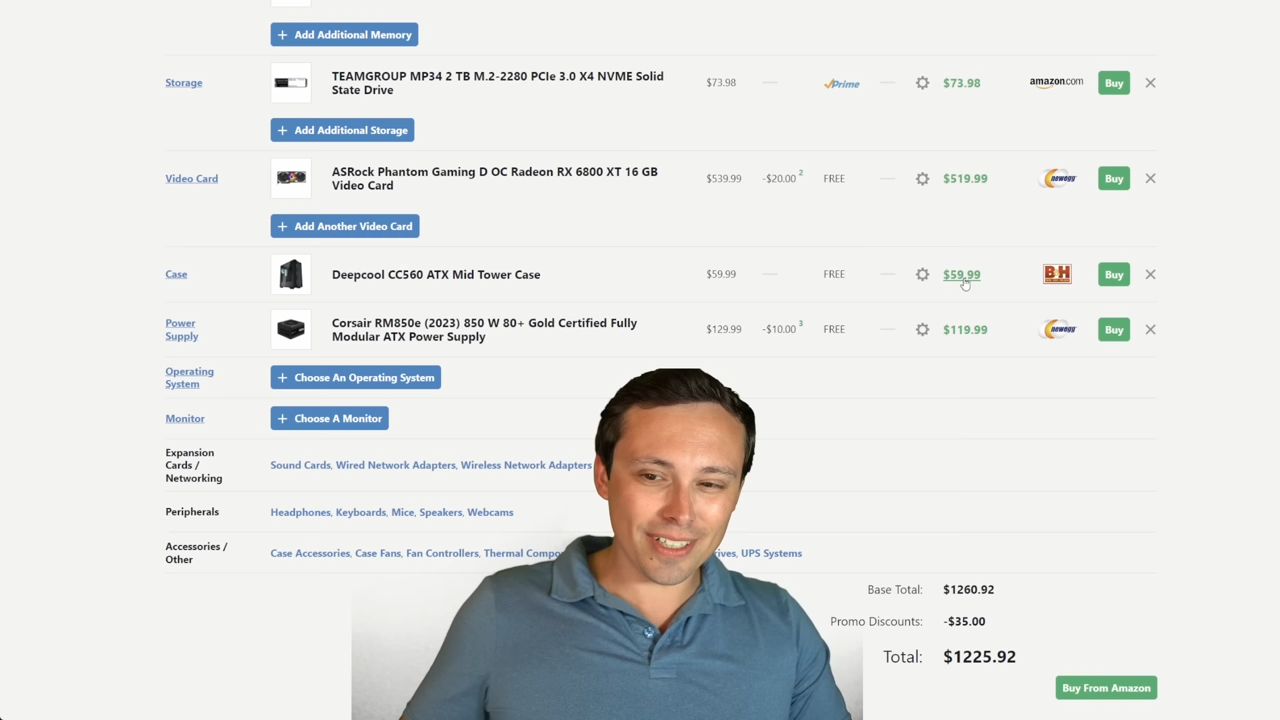 + Add Additional Memory
Storage
TEAMGROUP MP34 2 TB M.2-2280 PCIe 3.0 X4 NVME Solid
State Drive
$73.98 — Prime — $73.98 amazon.com Buy
+ Add Additional Storage
Video Card
ASRock Phantom Gaming D OC Radeon RX 6800 XT 16 GB
Video Card
$539.99 -$20.00 2 FREE — $519.99 newegg Buy
+ Add Another Video Card
Case
Deepcool CC560 ATX Mid Tower Case
$59.99 — FREE — $59.99 B&H Buy
Power
Supply
Corsair RM850e (2023) 850 W 80+ Gold Certified Fully
Modular ATX Power Supply
$129.99 -$10.00 3 FREE — $119.99 newegg Buy
Operating
System
+ Choose An Operating System
Monitor
+ Choose A Monitor
Expansion
Cards /
Networking
Sound Cards, Wired Network Adapters, Wireless Network Adapters
Peripherals
Headphones, Keyboards, Mice, Speakers, Webcams
Accessories /
Other
Case Accessories, Case Fans, Fan Controllers, Thermal UPS Systems
Base Total: $1260.92
Promo Discounts: -$35.00
Total: $1225.92
Buy From Amazon